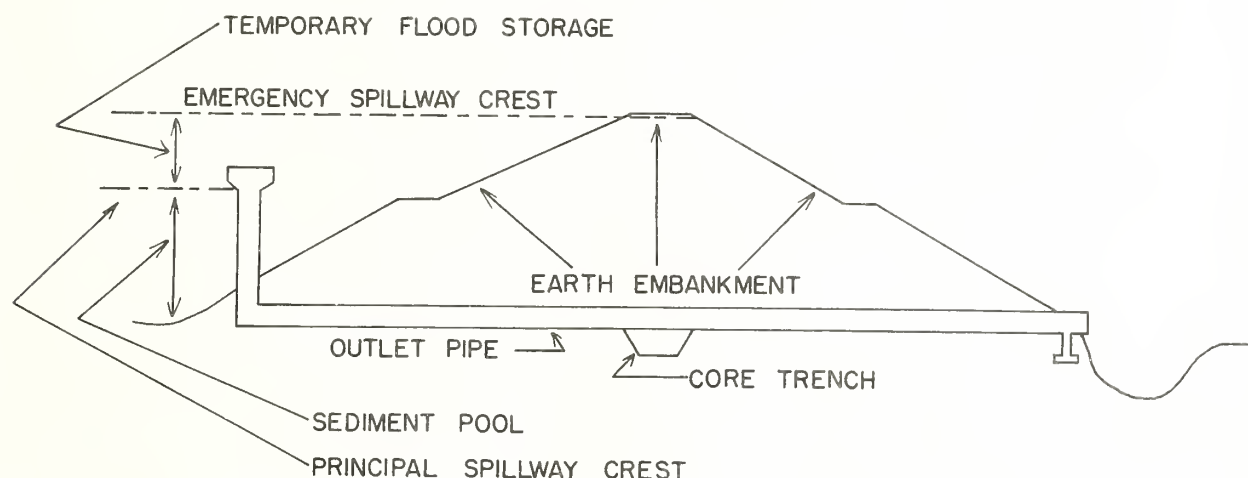 TEMPORARY FLOOD STORAGE
EMERGENCY SPILLWAY CREST
EARTH EMBANKMENT
OUTLET PIPE
CORE TRENCH
SEDIMENT POOL
PRINCIPAL SPILLWAY CREST